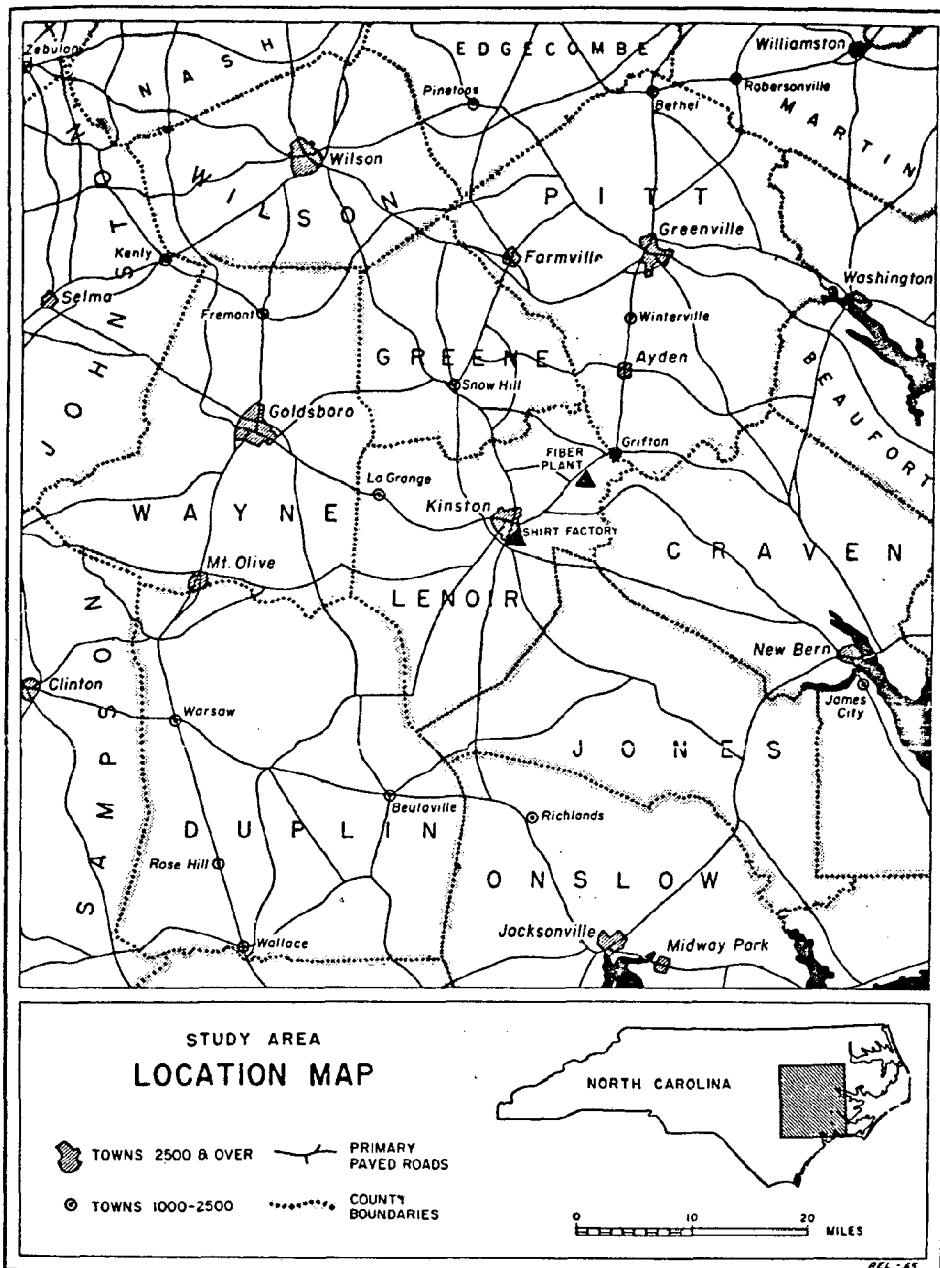 EDGECOMBE
Williamston
Zebulon
NASH
Pinetops
Bethel
Robersonville
MARTIN
Wilson
WILSON
PITT
Greenville
Kenly
Farmville
Washington
Selma
Fremont
Winterville
JOHNSTON
GREENE
Ayden
BEAUFORT
Snow Hill
Goldsboro
Grifton
FIBER
PLANT
La Grange
WAYNE
Kinston
SHIRT FACTORY
CRAVEN
Mt. Olive
LENOIR
New Bern
Clinton
SAMPSON
James
City
Warsaw
JONES
Beulaville
Richlands
DUPLIN
Rose Hill
ONSLOW
Jacksonville
Wallace
Midway Park
STUDY AREA
LOCATION MAP
NORTH CAROLINA
TOWNS 2500 & OVER
PRIMARY
PAVED ROADS
TOWNS 1000-2500
COUNTY
BOUNDARIES
0 10 20
MILES